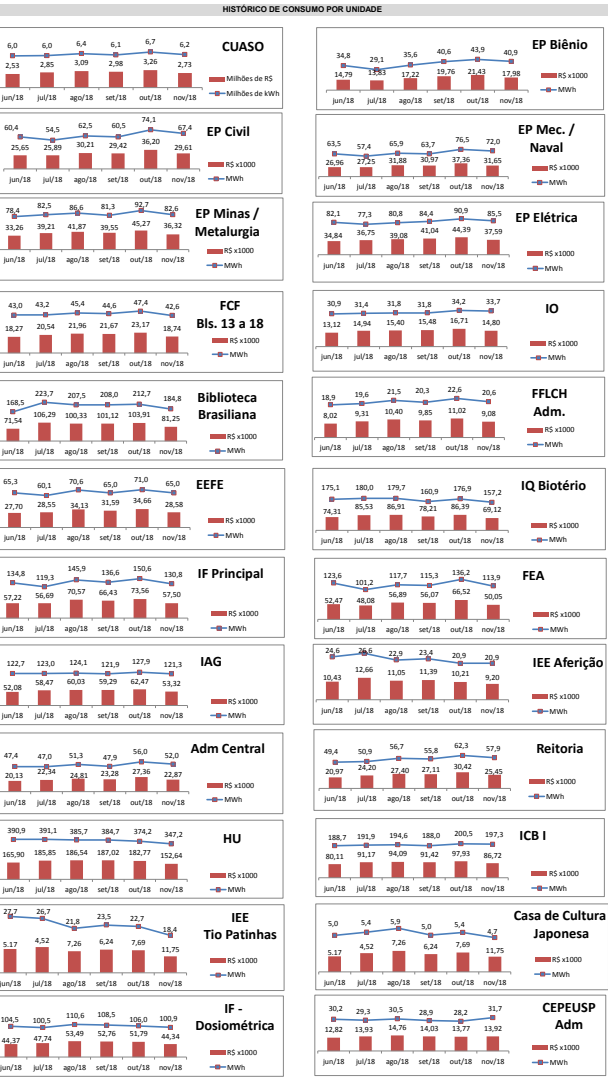 HISTÓRICO DE CONSUMO POR UNIDADE
CUASO
6,0 6,0 6,4 6,1 6,7 6,2
2,53 2,85 3,09 2,98 3,26 2,73
jun/18 jul/18 ago/18 set/18 out/18 nov/18
Milhões de R$
Milhões de kWh
EP Biênio
34,8 29,1 35,6 40,6 43,9 40,9
14,79 13,83 17,22 19,76 21,43 17,98
jun/18 jul/18 ago/18 set/18 out/18 nov/18
R$ x1000
MWh
EP Civil
60,4 54,5 62,5 60,5 74,1 67,4
25,65 25,89 30,21 29,42 36,20 29,61
jun/18 jul/18 ago/18 set/18 out/18 nov/18
R$ x1000
MWh
EP Mec. /
Naval
63,5 57,4 65,9 63,7 76,5 72,0
26,96 27,25 31,88 30,97 37,36 31,65
jun/18 jul/18 ago/18 set/18 out/18 nov/18
R$ x1000
MWh
EP Minas /
Metalurgia
78,4 82,5 86,6 81,3 92,7 82,6
33,26 39,21 41,87 39,55 45,27 36,32
jun/18 jul/18 ago/18 set/18 out/18 nov/18
R$ x1000
MWh
EP Elétrica
82,1 77,3 80,8 84,4 90,9 85,5
34,84 36,75 39,08 41,04 44,39 37,59
jun/18 jul/18 ago/18 set/18 out/18 nov/18
R$ x1000
MWh
FCF
Bls. 13 a 18
43,0 43,2 45,4 44,6 47,4 42,6
18,27 20,54 21,96 21,67 23,17 18,74
jun/18 jul/18 ago/18 set/18 out/18 nov/18
R$ x1000
MWh
IO
30,9 31,4 31,8 31,8 34,2 33,7
13,12 14,94 15,40 15,48 16,71 14,80
jun/18 jul/18 ago/18 set/18 out/18 nov/18
R$ x1000
MWh
Biblioteca
Brasiliana
168,5 223,7 207,5 208,0 212,7 184,8
71,54 106,29 100,33 101,12 103,91 81,25
jun/18 jul/18 ago/18 set/18 out/18 nov/18
R$ x1000
MWh
FFLCH
Adm.
18,9 19,6 21,5 20,3 22,6 20,6
8,02 9,31 10,40 9,85 11,02 9,08
jun/18 jul/18 ago/18 set/18 out/18 nov/18
R$ x1000
MWh
EEFE
65,3 60,1 70,6 65,0 71,0 65,0
27,70 28,55 34,13 31,59 34,66 28,58
jun/18 jul/18 ago/18 set/18 out/18 nov/18
R$ x1000
MWh
IQ Biotério
175,1 180,0 179,7 160,9 176,9 157,2
74,31 85,53 86,91 78,21 86,39 69,12
jun/18 jul/18 ago/18 set/18 out/18 nov/18
R$ x1000
MWh
IF Principal
134,8 119,3 145,9 136,6 150,6 130,8
57,22 56,69 70,57 66,43 73,56 57,50
jun/18 jul/18 ago/18 set/18 out/18 nov/18
R$ x1000
MWh
FEA
123,6 101,2 117,7 115,3 136,2 113,9
52,47 48,08 56,89 56,07 66,52 50,05
jun/18 jul/18 ago/18 set/18 out/18 nov/18
R$ x1000
MWh
IAG
122,7 123,0 124,1 121,9 127,9 121,3
52,08 58,47 60,03 59,29 62,47 53,32
jun/18 jul/18 ago/18 set/18 out/18 nov/18
R$ x1000
MWh
IEE Aferição
24,6 26,6 22,9 23,4 20,9 20,9
10,43 12,66 11,05 11,39 10,21 9,20
jun/18 jul/18 ago/18 set/18 out/18 nov/18
R$ x1000
MWh
Adm Central
47,4 47,0 51,3 47,9 56,0 52,0
20,13 22,34 24,81 23,28 27,36 22,87
jun/18 jul/18 ago/18 set/18 out/18 nov/18
R$ x1000
MWh
Reitoria
49,4 50,9 56,7 55,8 62,3 57,9
20,97 24,20 27,40 27,11 30,42 25,45
jun/18 jul/18 ago/18 set/18 out/18 nov/18
R$ x1000
MWh
HU
390,9 391,1 385,7 384,7 374,2 347,2
165,90 185,85 186,54 187,02 182,77 152,64
jun/18 jul/18 ago/18 set/18 out/18 nov/18
R$ x1000
MWh
ICB I
188,7 191,9 194,6 188,0 200,5 197,3
80,11 91,17 94,09 91,42 97,93 86,72
jun/18 jul/18 ago/18 set/18 out/18 nov/18
R$ x1000
MWh
IEE
Tio Patinhas
27,7 26,7 21,8 23,5 22,7 18,4
5,17 4,52 7,26 6,24 7,69 11,75
jun/18 jul/18 ago/18 set/18 out/18 nov/18
R$ x1000
MWh
Casa de Cultura
Japonesa
5,0 5,4 5,9 5,0 5,4 4,7
5,17 4,52 7,26 6,24 7,69 11,75
jun/18 jul/18 ago/18 set/18 out/18 nov/18
R$ x1000
MWh
IF -
Dosiométrica
104,5 100,5 110,6 108,5 106,0 100,9
44,37 47,74 53,49 52,76 51,79 44,34
jun/18 jul/18 ago/18 set/18 out/18 nov/18
R$ x1000
MWh
CEPEUSP
Adm
30,2 29,3 30,5 28,9 28,2 31,7
12,82 13,93 14,76 14,03 13,77 13,92
jun/18 jul/18 ago/18 set/18 out/18 nov/18
R$ x1000
MWh